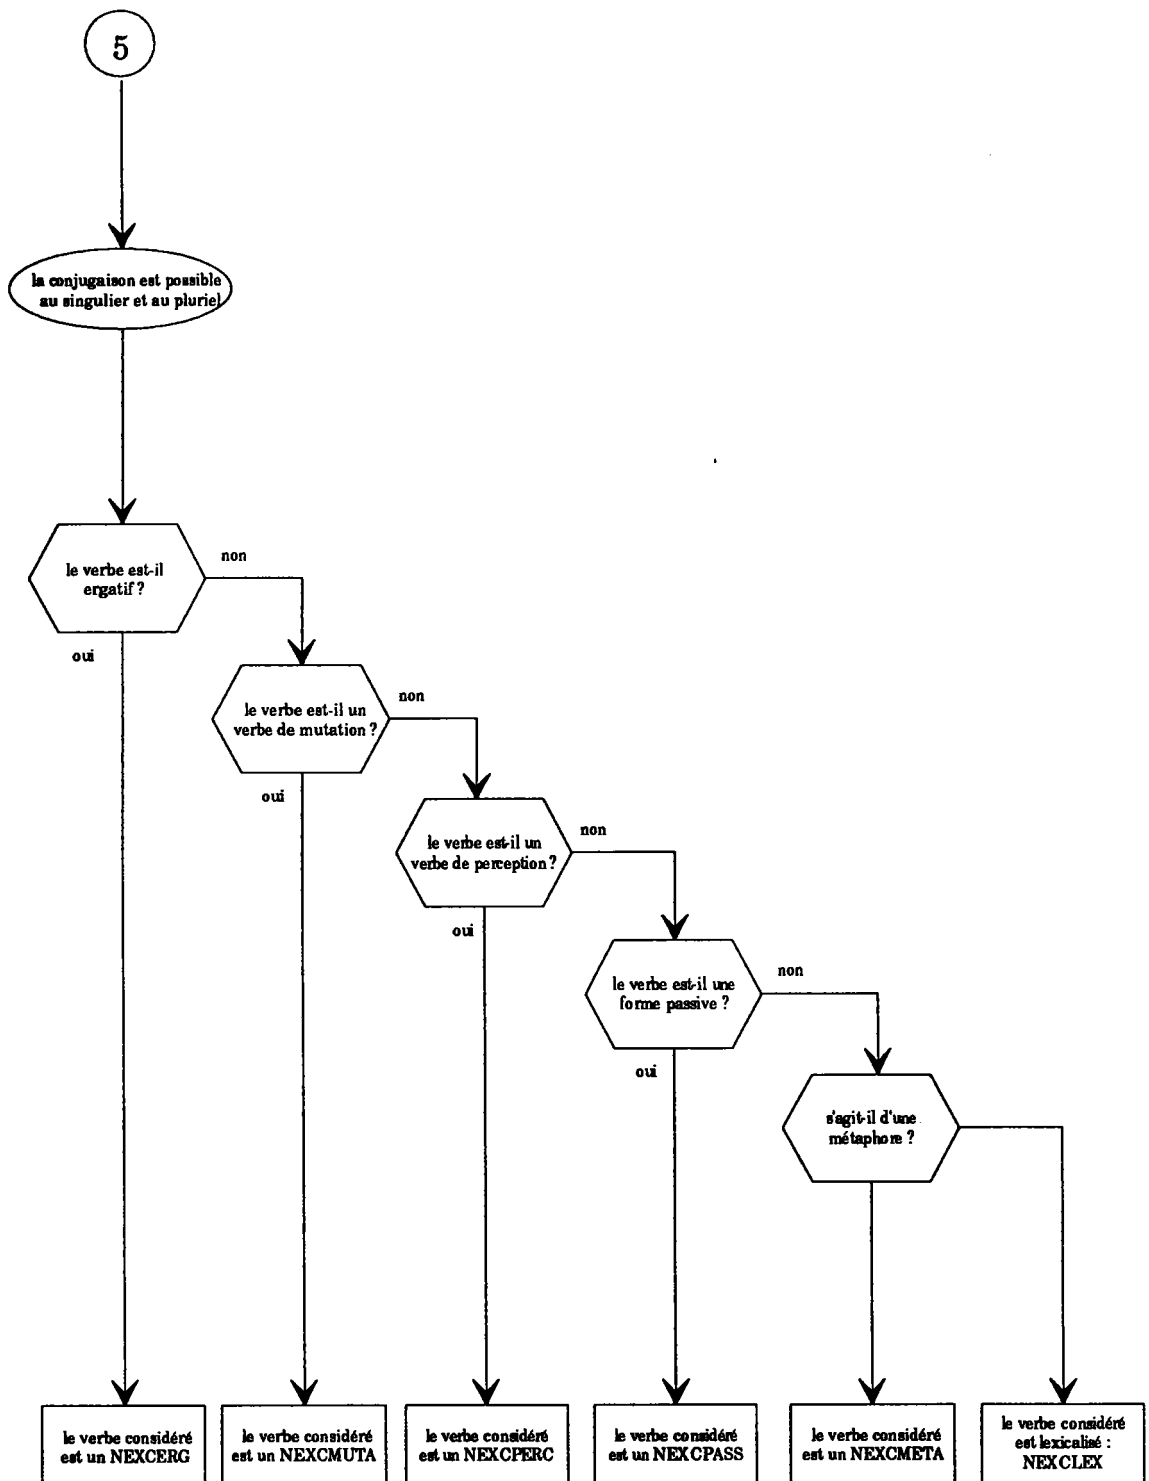 5
la conjugaison est possible
au singulier et au pluriel
le verbe est-il
ergatif ?
non
oui
le verbe est-il un
verbe de mutation ?
non
oui
le verbe est-il un
verbe de perception ?
non
oui
le verbe est-il une
forme passive ?
non
oui
s'agit-il d'une
métaphore ?
le verbe considéré
est un NEXCERG
le verbe considéré
est un NEXCMUTA
le verbe considéré
est un NEXCPERC
le verbe considéré
est un NEXCPASS
le verbe considéré
est un NEXCMETA
le verbe considéré
est lexicalisé :
NEXCLEX